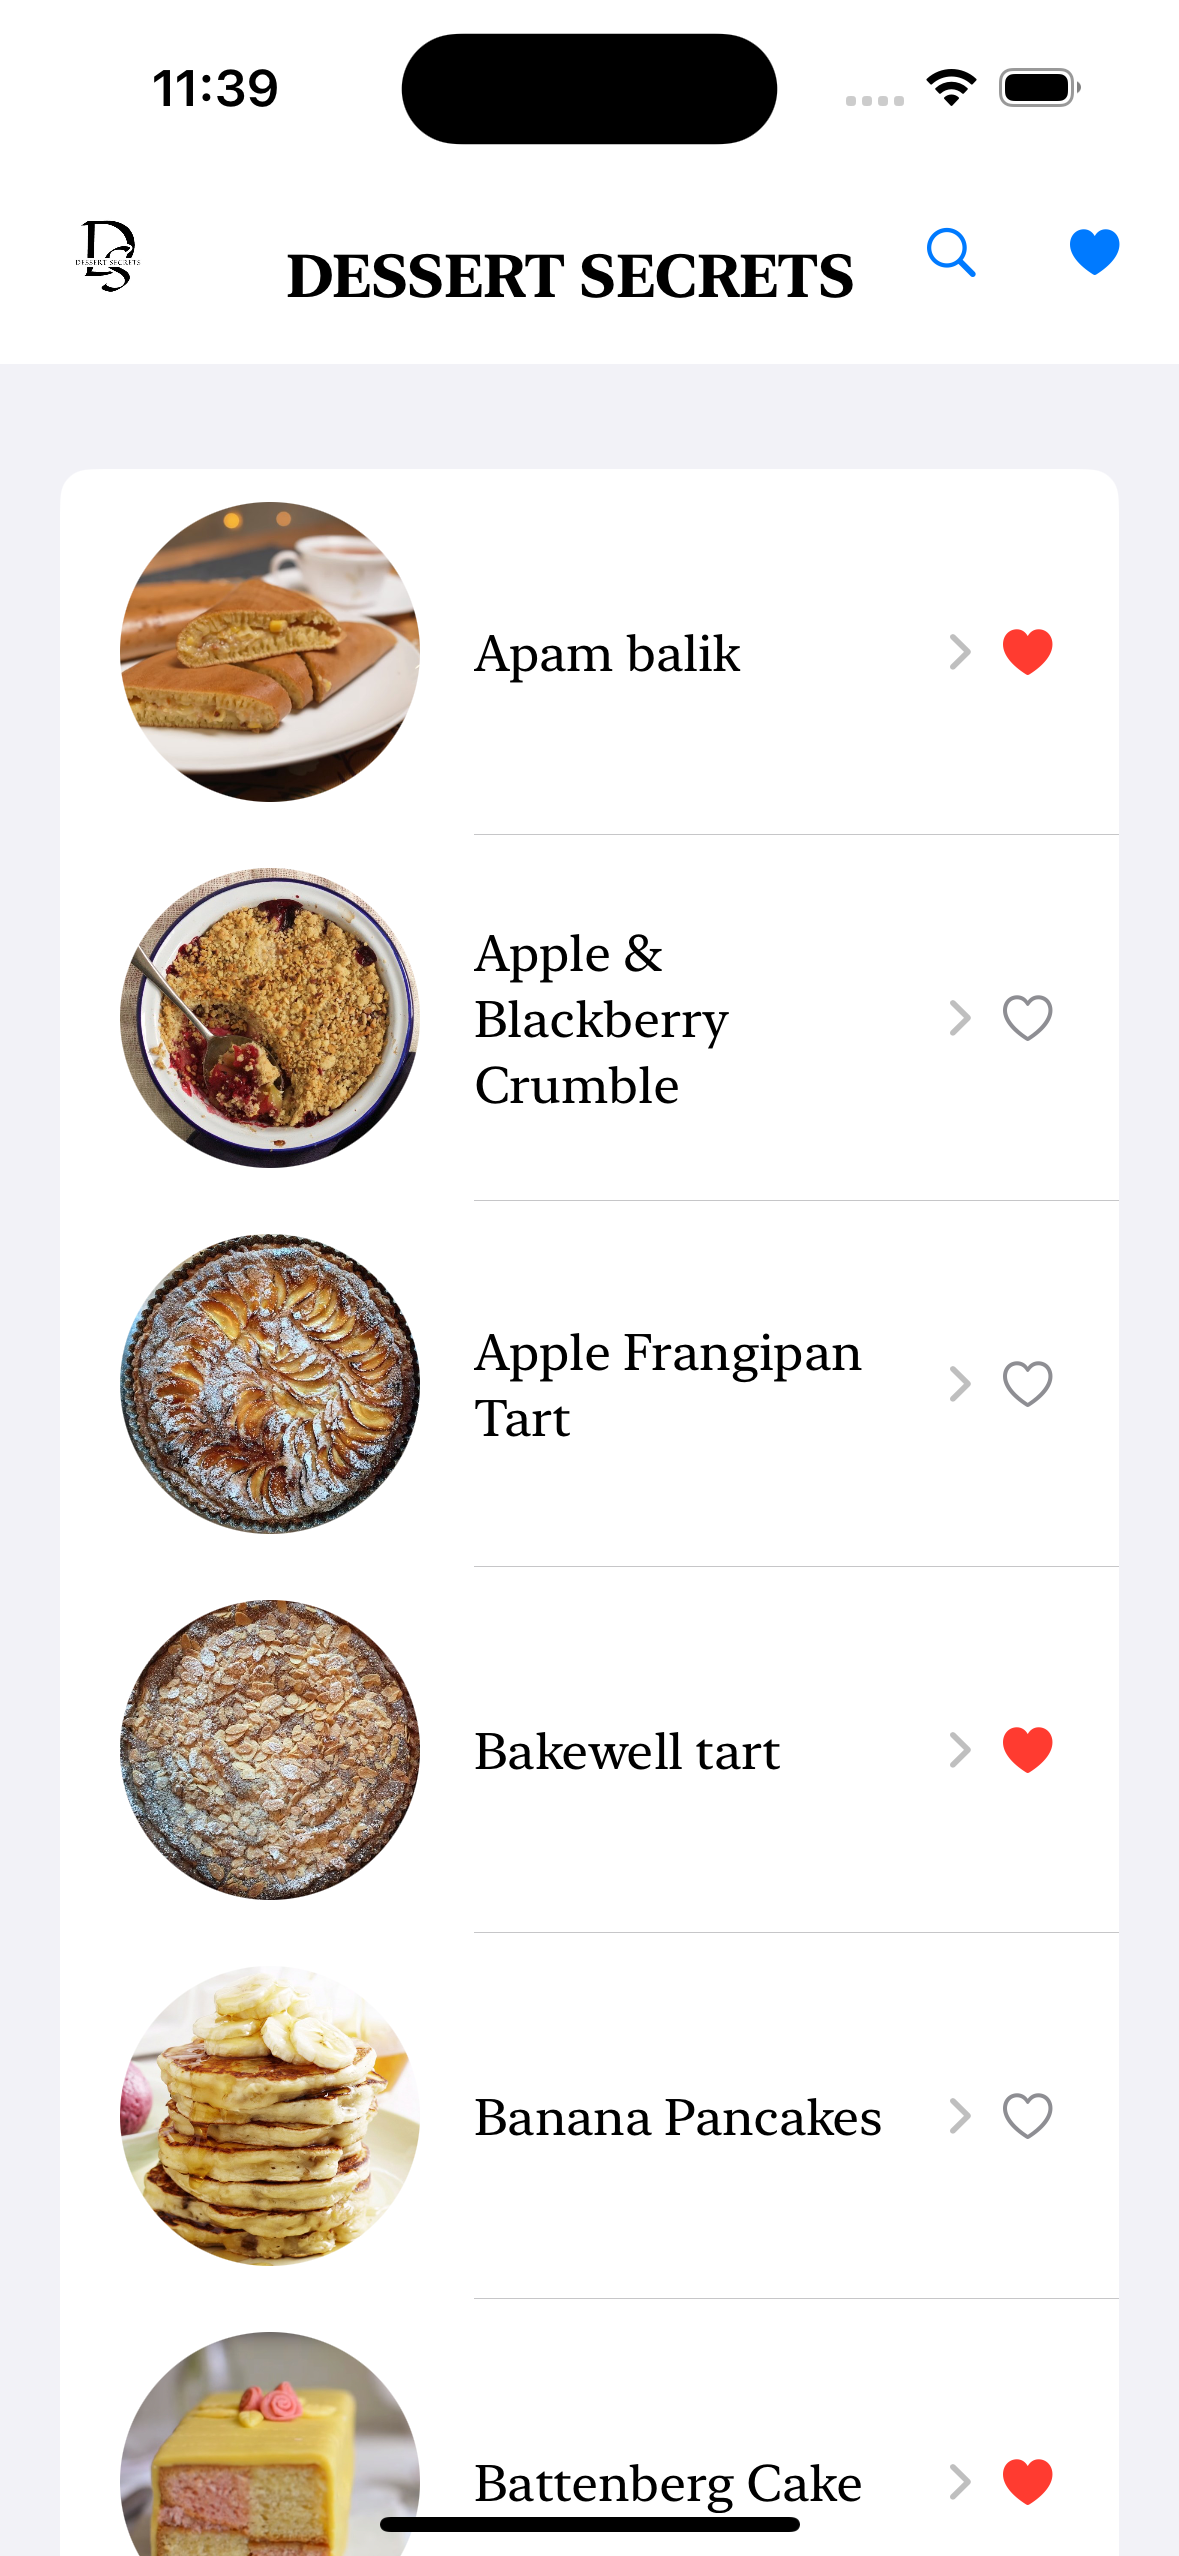 11:39
DS
DESSERT SECRETS
DESSERT SECRETS
Apam balik
Apple &
Blackberry
Crumble
Apple Frangipan
Tart
Bakewell tart
Banana Pancakes
Battenberg Cake